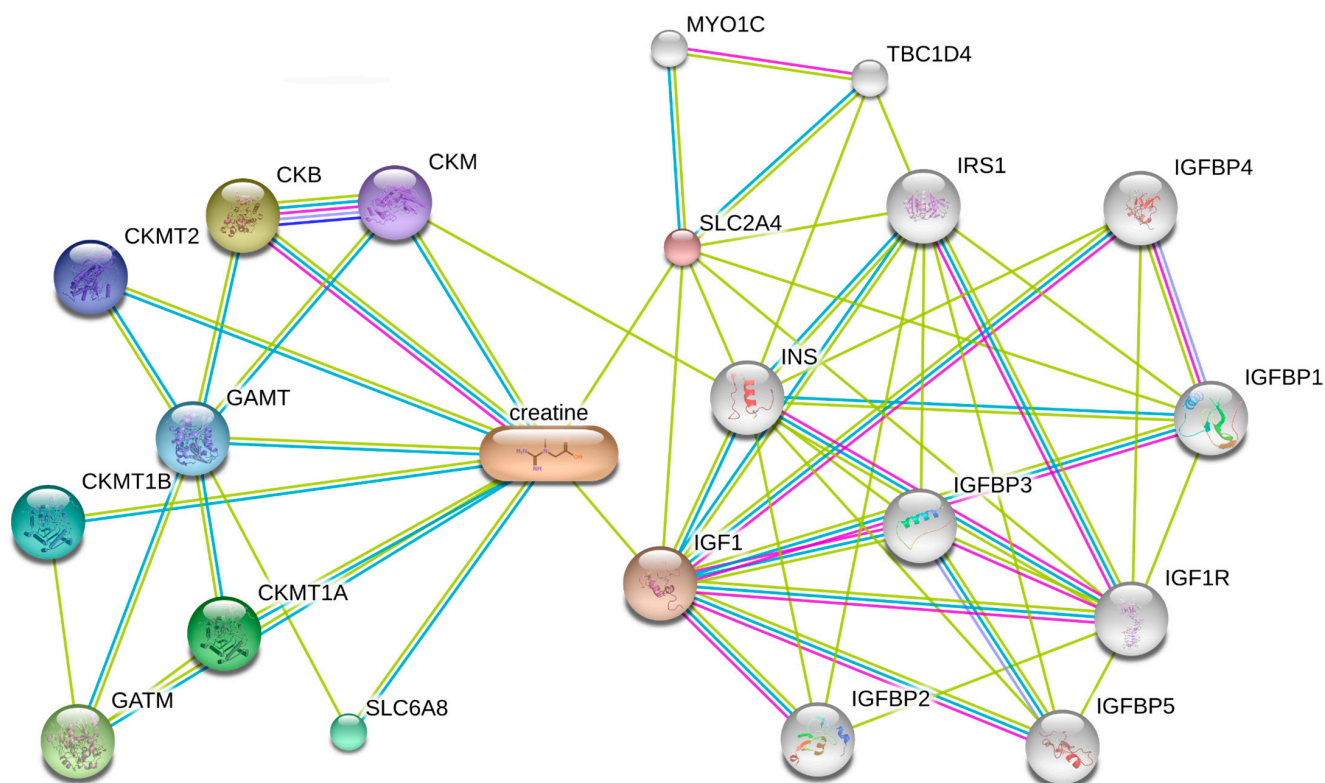 MYO1C
TBC1D4
CKM
CKB
IRS1
IGFBP4
SLC2A4
CKMT2
INS
IGFBP1
GAMT
creatine
CKMT1B
IGFBP3
IGF1
IGF1R
CKMT1A
GATM
SLC6A8
IGFBP2
IGFBP5